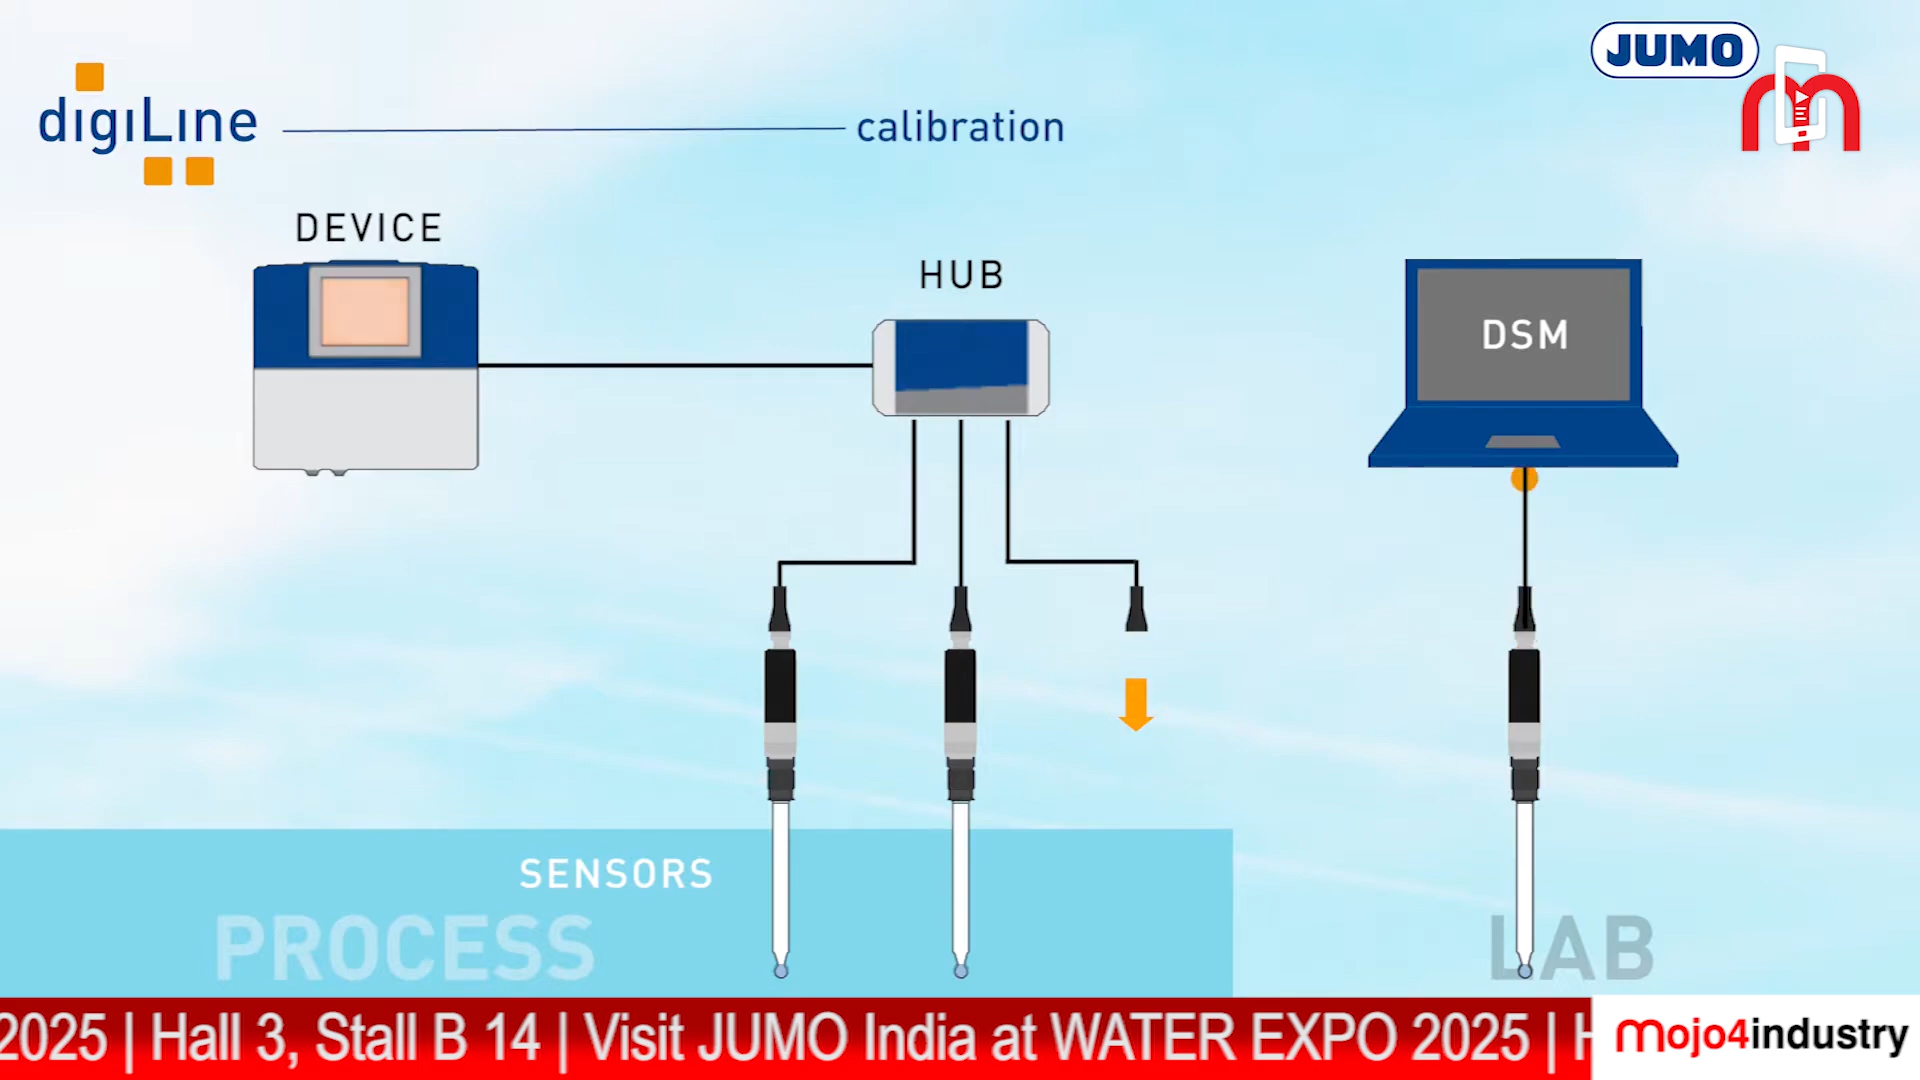 JUMO
digiLine
calibration
DEVICE
HUB
DSM
SENSORS
PROCESS
LAB
2025 | Hall 3, Stall B 14 | Visit JUMO India at WATER EXPO 2025 | H
mojo4industry